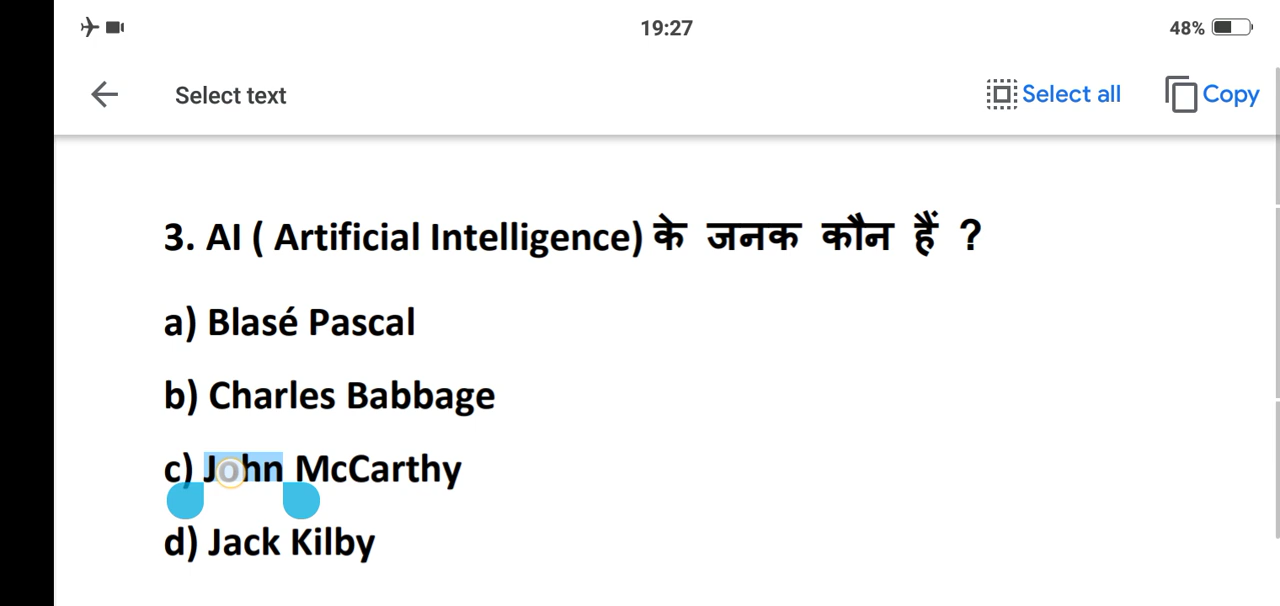 19:27
48%
Select text
Select all
Copy
3. AI ( Artificial Intelligence) के जनक कौन हैं ?
a) Blasé Pascal
b) Charles Babbage
c) John McCarthy
d) Jack Kilby